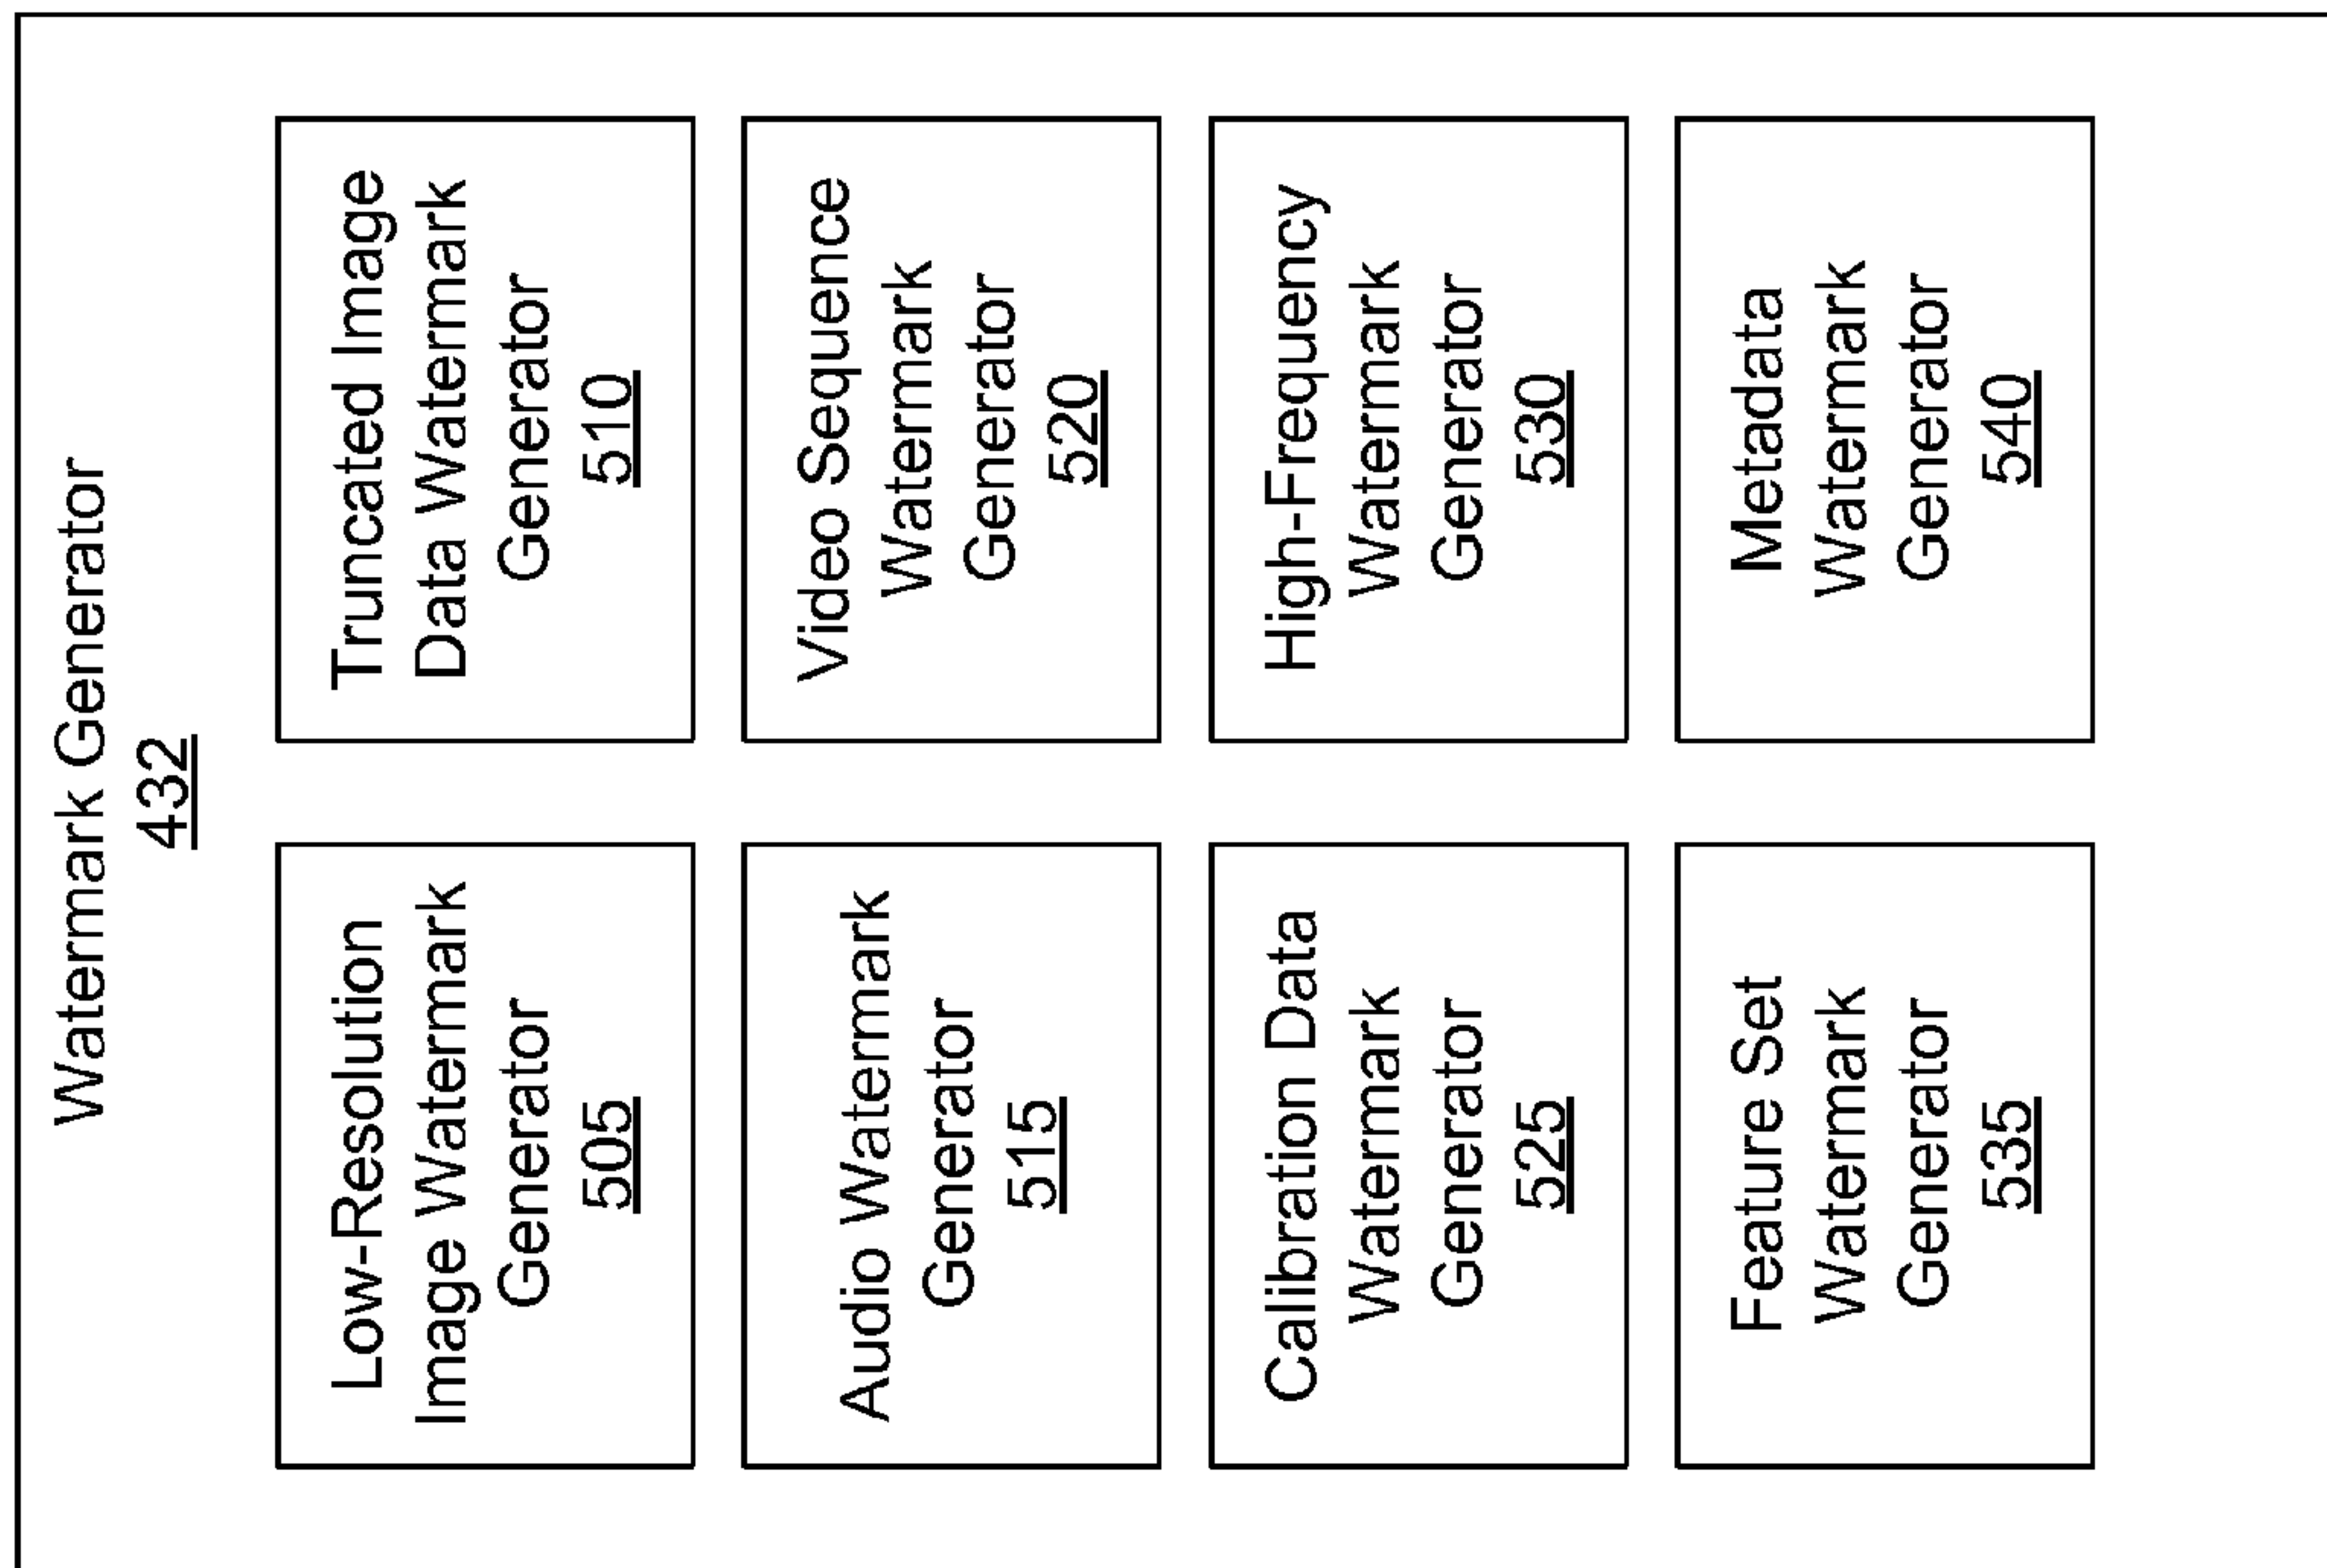 Watermark Generator
432
Low-Resolution
Image Watermark
Generator
505
Truncated Image
Data Watermark
Generator
510
Audio Watermark
Generator
515
Video Sequence
Watermark
Generator
520
Calibration Data
Watermark
Generator
525
High-Frequency
Watermark
Generator
530
Feature Set
Watermark
Generator
535
Metadata
Watermark
Generator
540